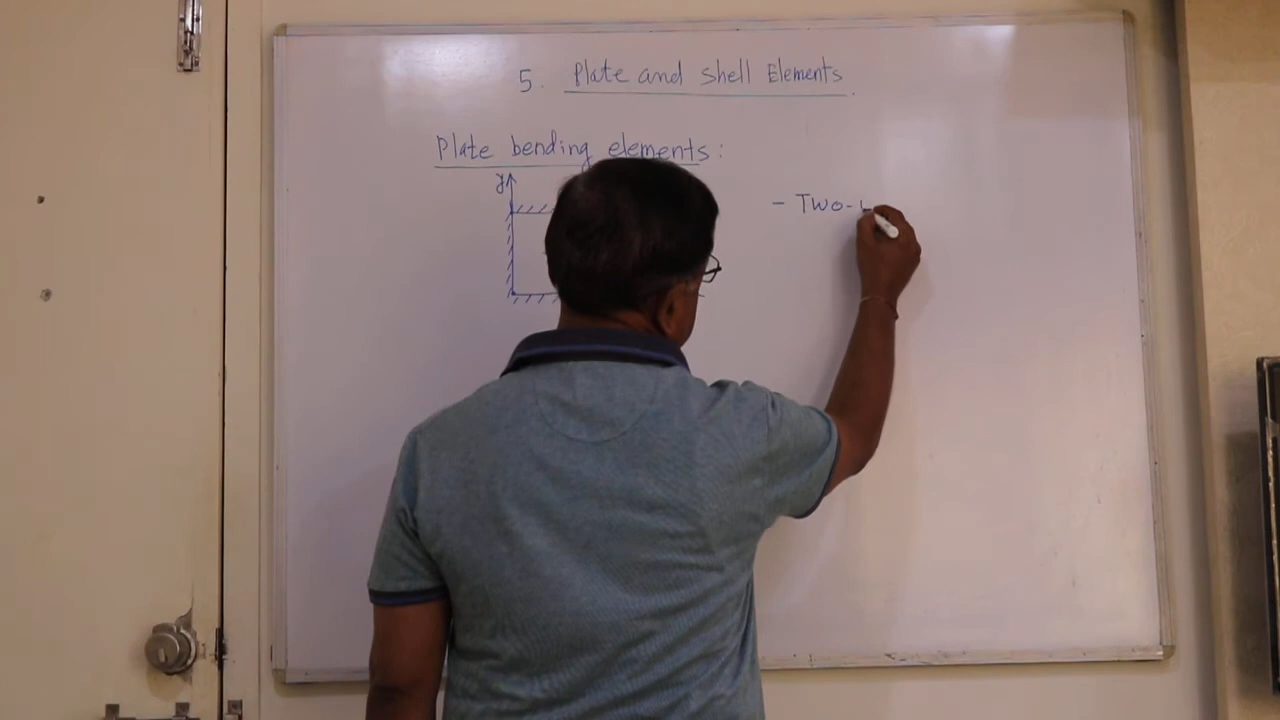 5. Plate and Shell Elements
Plate bending elements:
y
- Two-